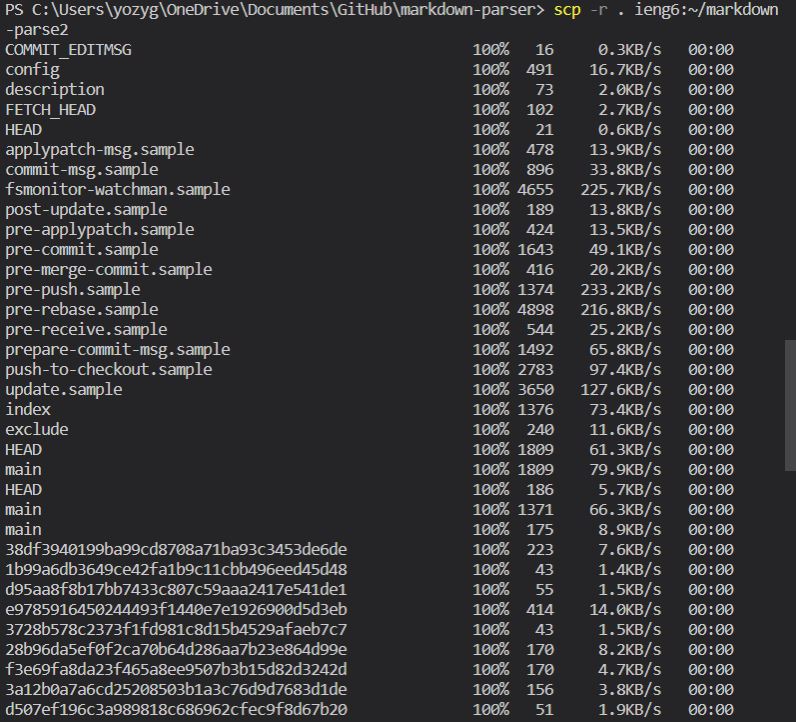 PS C:\Users\yozyg\OneDrive\Documents\GitHub\markdown-parser> scp -r . ieng6:~/markdown
-parse2
COMMIT_EDITMSG 100% 16 0.3KB/s 00:00
config 100% 491 16.7KB/s 00:00
description 100% 73 2.0KB/s 00:00
FETCH_HEAD 100% 102 2.7KB/s 00:00
HEAD 100% 21 0.6KB/s 00:00
applypatch-msg.sample 100% 478 13.9KB/s 00:00
commit-msg.sample 100% 896 33.8KB/s 00:00
fsmonitor-watchman.sample 100% 4655 225.7KB/s 00:00
post-update.sample 100% 189 13.8KB/s 00:00
pre-applypatch.sample 100% 424 13.5KB/s 00:00
pre-commit.sample 100% 1643 49.1KB/s 00:00
pre-merge-commit.sample 100% 416 20.2KB/s 00:00
pre-push.sample 100% 1374 233.2KB/s 00:00
pre-rebase.sample 100% 4898 216.8KB/s 00:00
pre-receive.sample 100% 544 25.2KB/s 00:00
prepare-commit-msg.sample 100% 1492 65.8KB/s 00:00
push-to-checkout.sample 100% 2783 97.4KB/s 00:00
update.sample 100% 3650 127.6KB/s 00:00
index 100% 1376 73.4KB/s 00:00
exclude 100% 240 11.6KB/s 00:00
HEAD 100% 1809 61.3KB/s 00:00
main 100% 1809 79.9KB/s 00:00
HEAD 100% 186 5.7KB/s 00:00
main 100% 1371 66.3KB/s 00:00
main 100% 175 8.9KB/s 00:00
38df3940199ba99cd8708a71ba93c3453de6de 100% 223 7.6KB/s 00:00
1b99a6db3649ce42fa1b9c11cbb496eed45d48 100% 43 1.4KB/s 00:00
d95aa8f8b17bb7433c807c59aaa2417e541de1 100% 55 1.5KB/s 00:00
e9785916450244493f1440e7e1926900d5d3eb 100% 414 14.0KB/s 00:00
3728b578c2373f1fd981c8d15b4529afaeb7c7 100% 43 1.5KB/s 00:00
28b96da5ef0f2ca70b64d286aa7b23e864d99e 100% 170 8.2KB/s 00:00
f3e69fa8da23f465a8ee9507b3b15d82d3242d 100% 170 4.7KB/s 00:00
3a12b0a7a6cd25208503b1a3c76d9d7683d1de 100% 156 3.8KB/s 00:00
d507ef196c3a989818c686962cfec9f8d67b20 100% 51 1.9KB/s 00:00